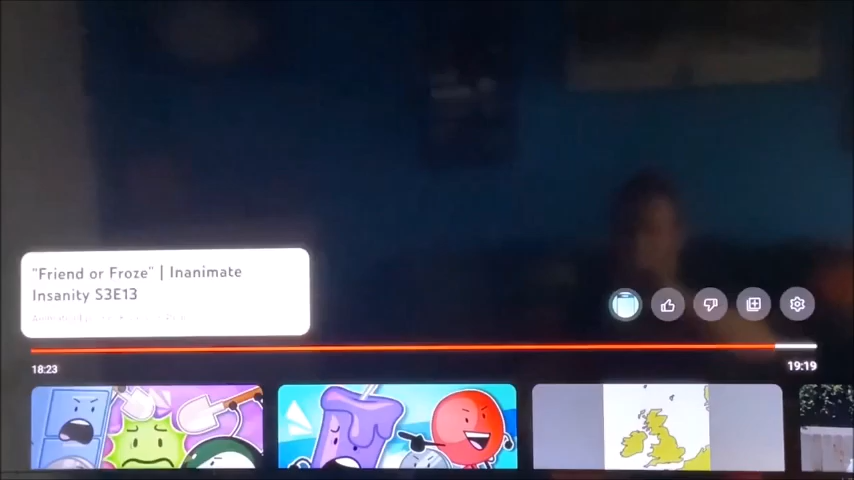 "Friend or Froze" | Inanimate
Insanity S3E13
18:23
19:19